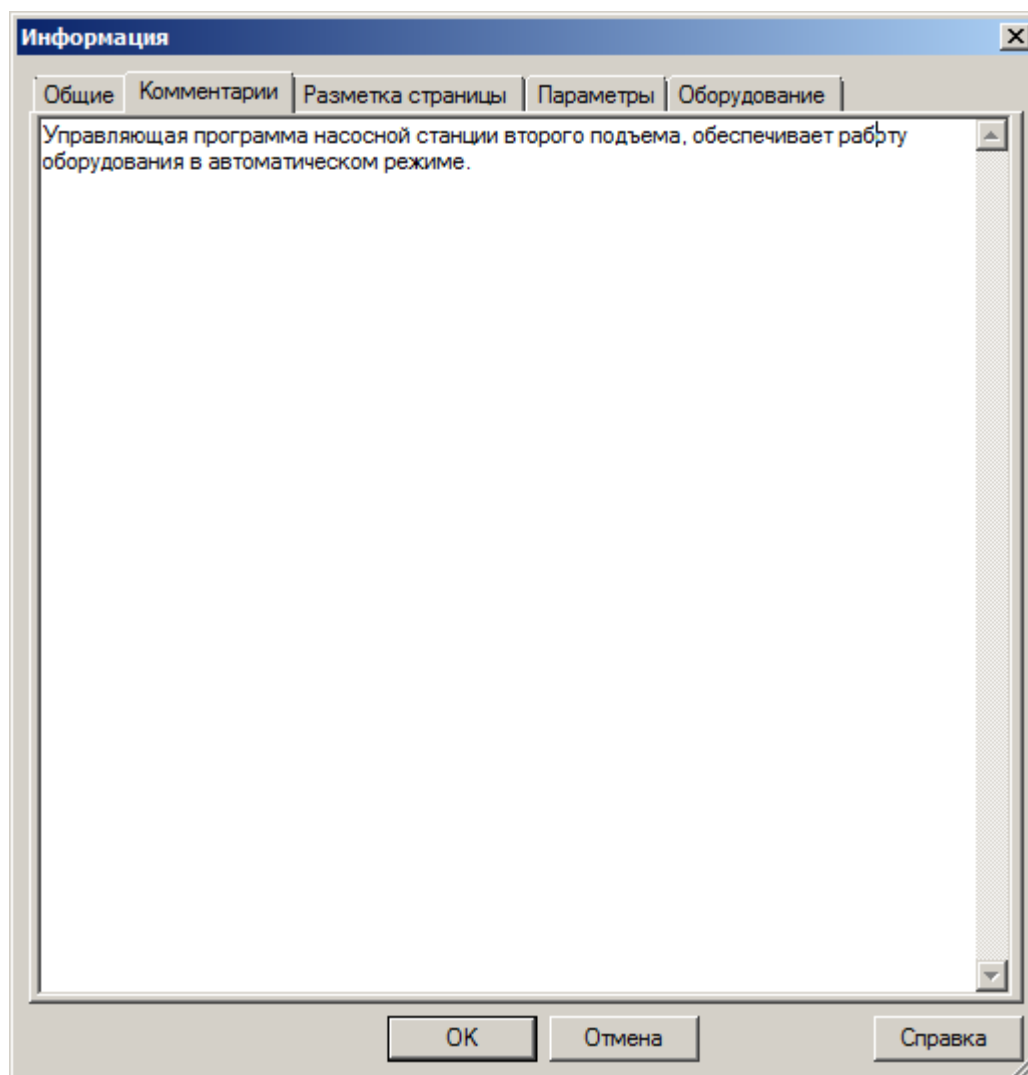 Информация
Общие
Комментарии
Разметка страницы
Параметры
Оборудование
Управляющая программа насосной станции второго подъема, обеспечивает работу
оборудования в автоматическом режиме.
OK
Отмена
Справка